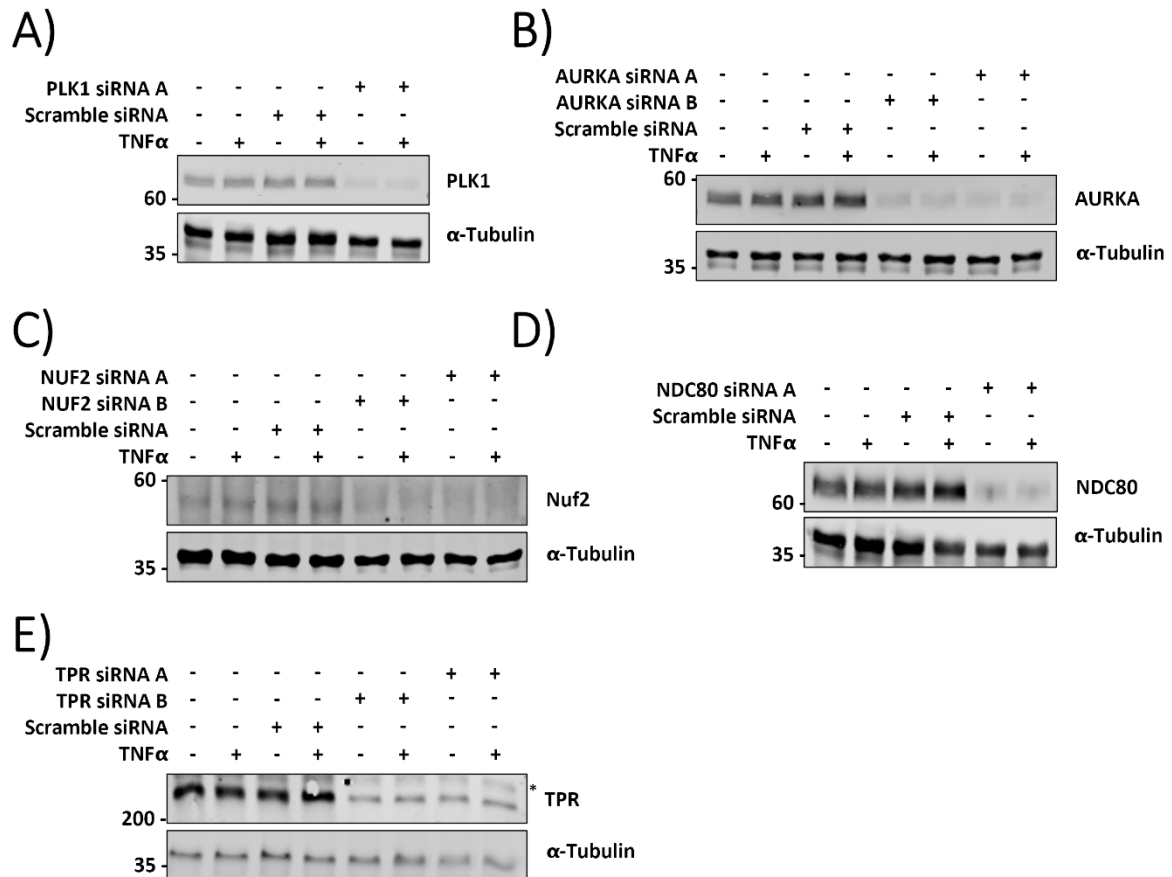 A)
PLK1 siRNA A - - - - + +
Scramble siRNA - - + + - -
TNFα - + - + - +
PLK1
60 -
α-Tubulin
35 -
B)
AURKA siRNA A - - - - - - + +
AURKA siRNA B - - - - + + - -
Scramble siRNA - - + + - - - -
TNFα - + - + - + - +
60 -
AURKA
α-Tubulin
35 -
C)
NUF2 siRNA A - - - - - - + +
NUF2 siRNA B - - - - + + - -
Scramble siRNA - - + + - - - -
TNFα - + - + - + - +
60 -
Nuf2
α-Tubulin
35 -
D)
NDC80 siRNA A - - - - + +
Scramble siRNA - - + + - -
TNFα - + - + - +
NDC80
60 -
α-Tubulin
35 -
E)
TPR siRNA A - - - - - - + +
TPR siRNA B - - - - + + - -
Scramble siRNA - - + + - - - -
TNFα - + - + - + - +
* TPR
200 -
α-Tubulin
35 -